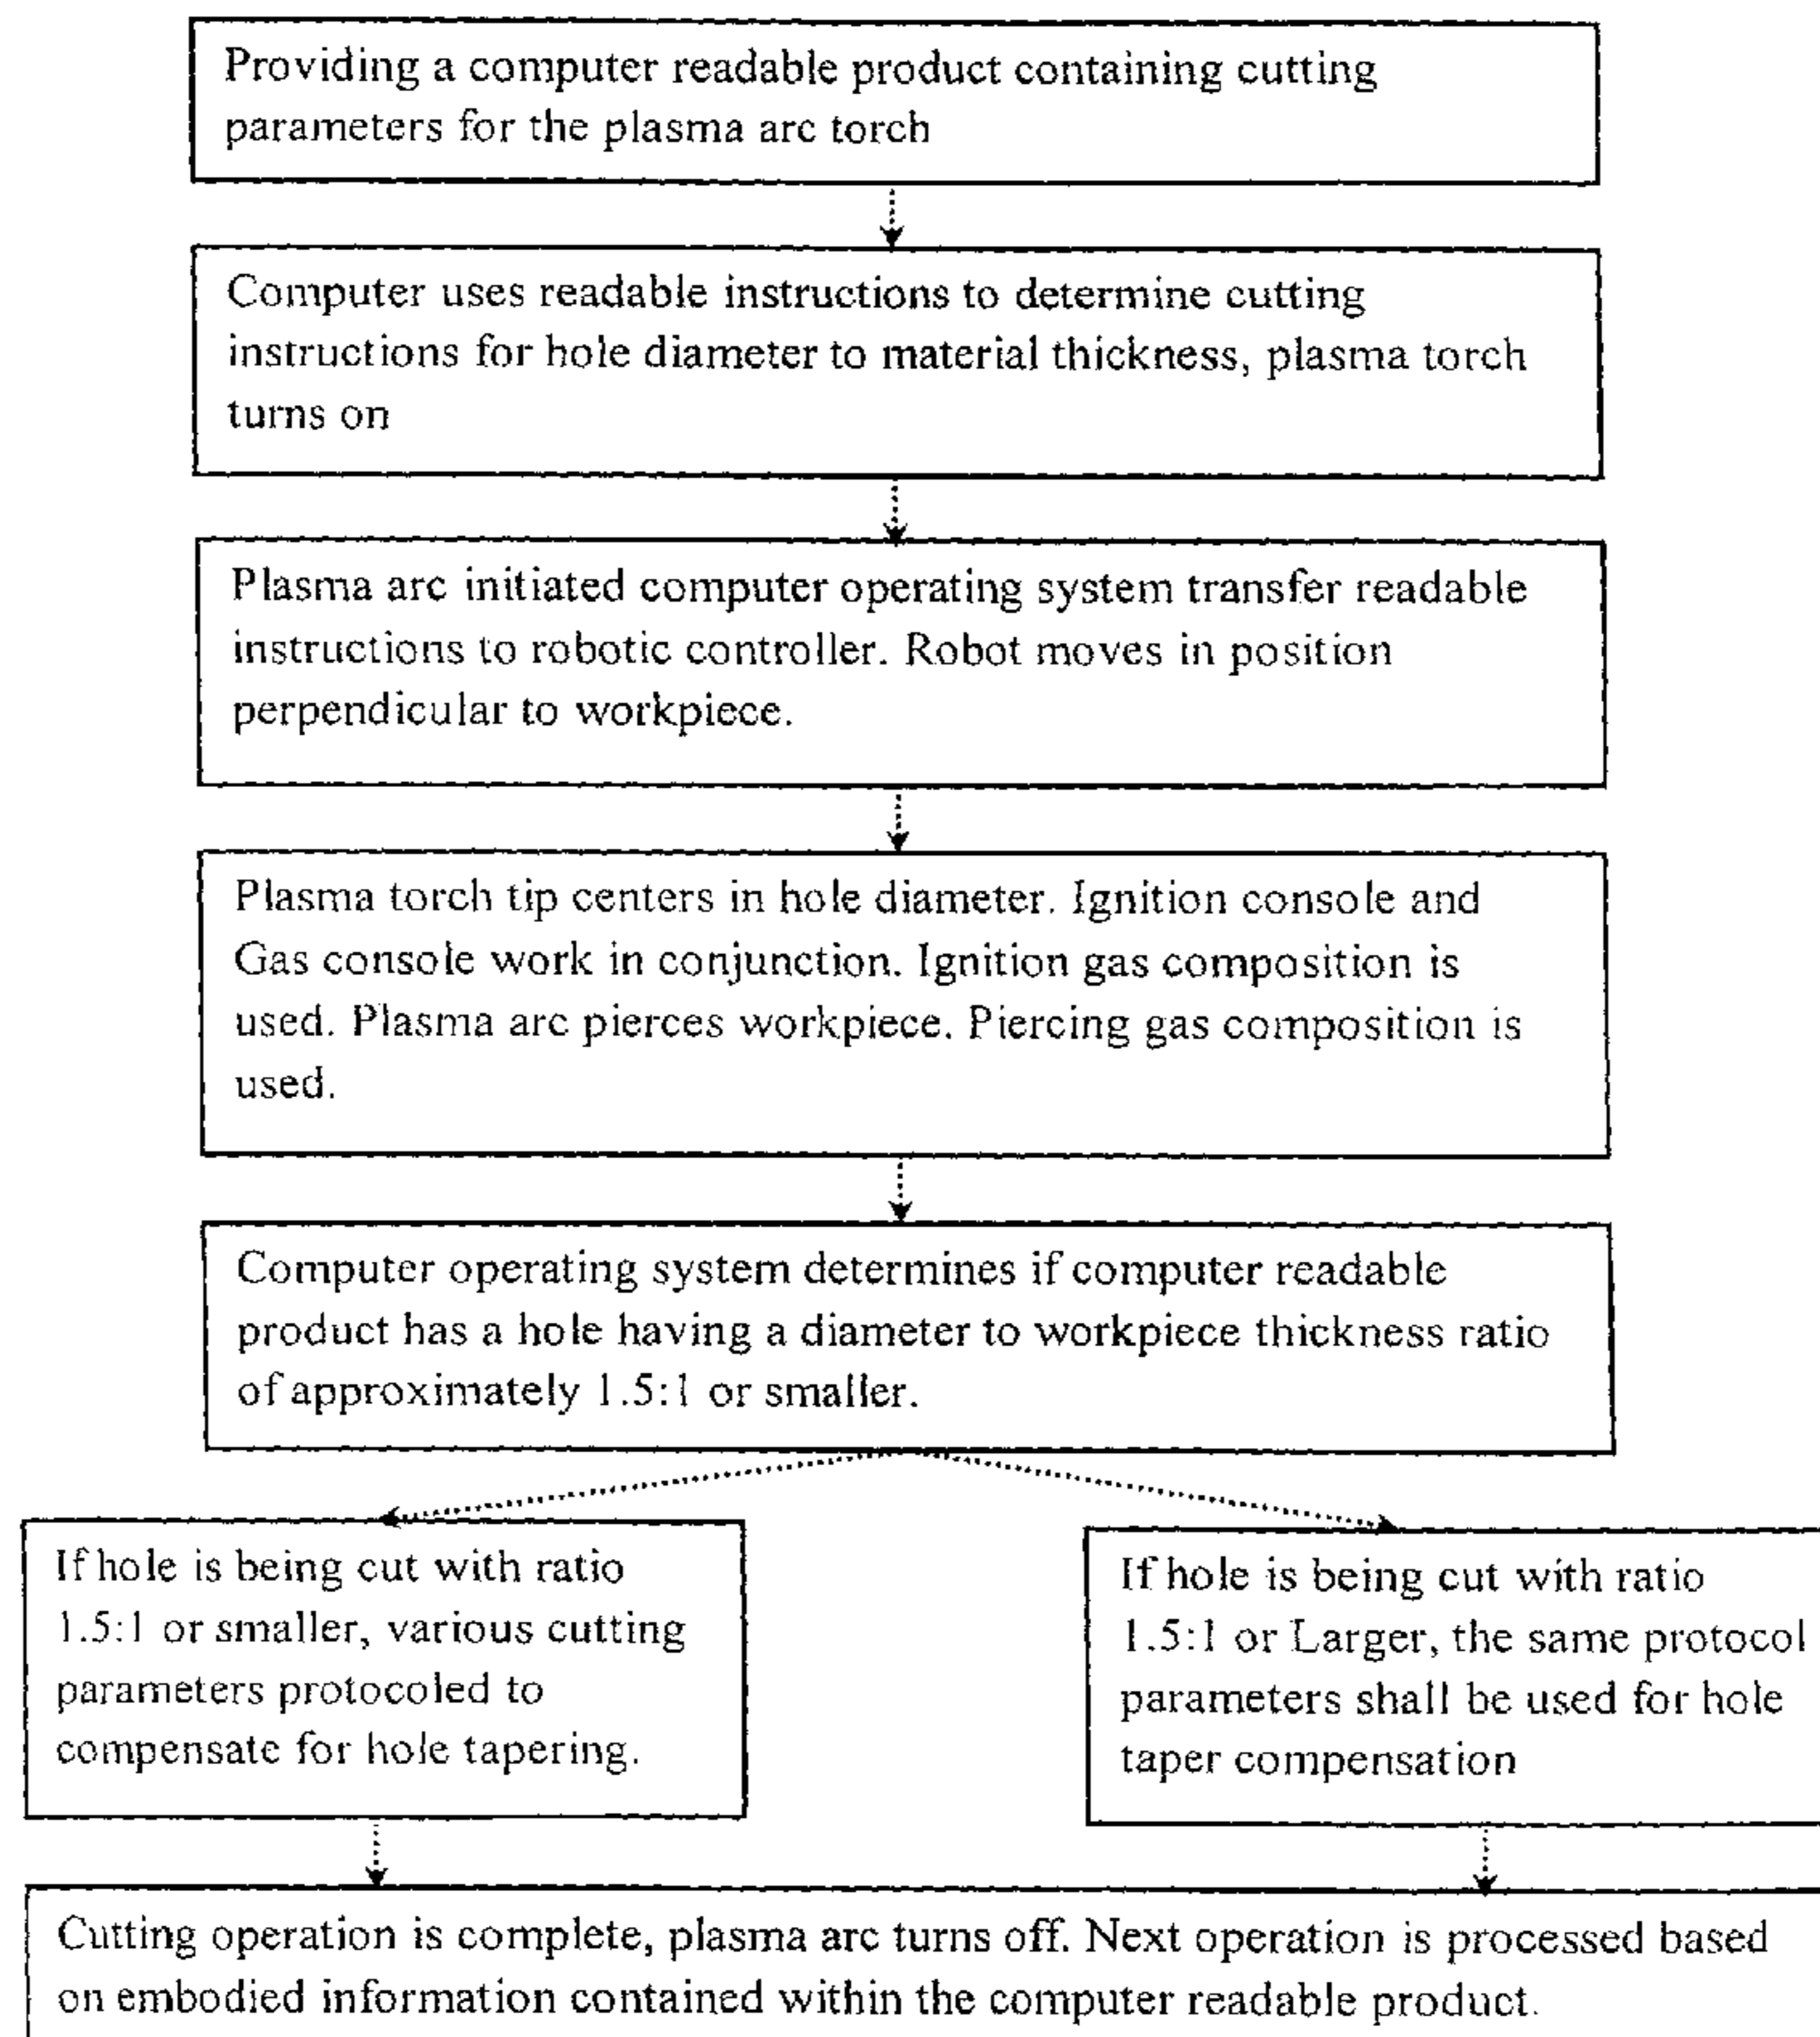 Providing a computer readable product containing cutting
parameters for the plasma arc torch
Computer uses readable instructions to determine cutting
instructions for hole diameter to material thickness, plasma torch
turns on
Plasma arc initiated computer operating system transfer readable
instructions to robotic controller. Robot moves in position
perpendicular to workpiece.
Plasma torch tip centers in hole diameter. Ignition console and
Gas console work in conjunction. Ignition gas composition is
used. Plasma arc pierces workpiece. Piercing gas composition is
used.
Computer operating system determines if computer readable
product has a hole having a diameter to workpiece thickness ratio
of approximately 1.5:1 or smaller.
If hole is being cut with ratio
1.5:1 or smaller, various cutting
parameters protocoled to
compensate for hole tapering.
If hole is being cut with ratio
1.5:1 or Larger, the same protocol
parameters shall be used for hole
taper compensation
Cutting operation is complete, plasma arc turns off. Next operation is processed based
on embodied information contained within the computer readable product.